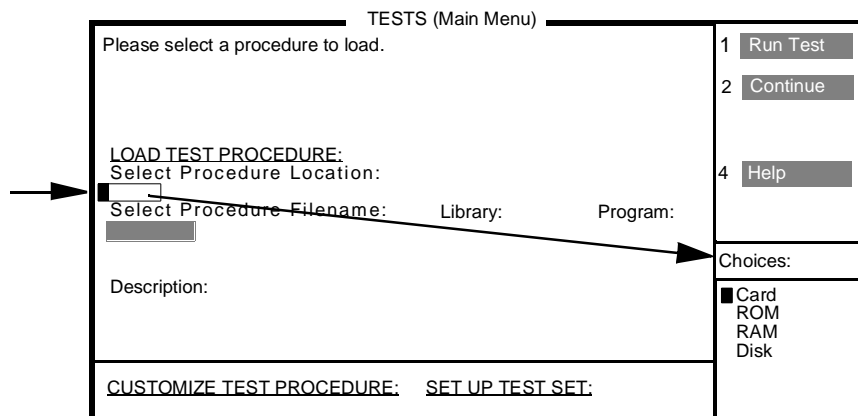 TESTS (Main Menu)
Please select a procedure to load.
1 Run Test
2 Continue
LOAD TEST PROCEDURE:
Select Procedure Location:
4 Help
Select Procedure Filename: Library: Program:
Choices:
Description:
Card
ROM
RAM
Disk
CUSTOMIZE TEST PROCEDURE: SET UP TEST SET: